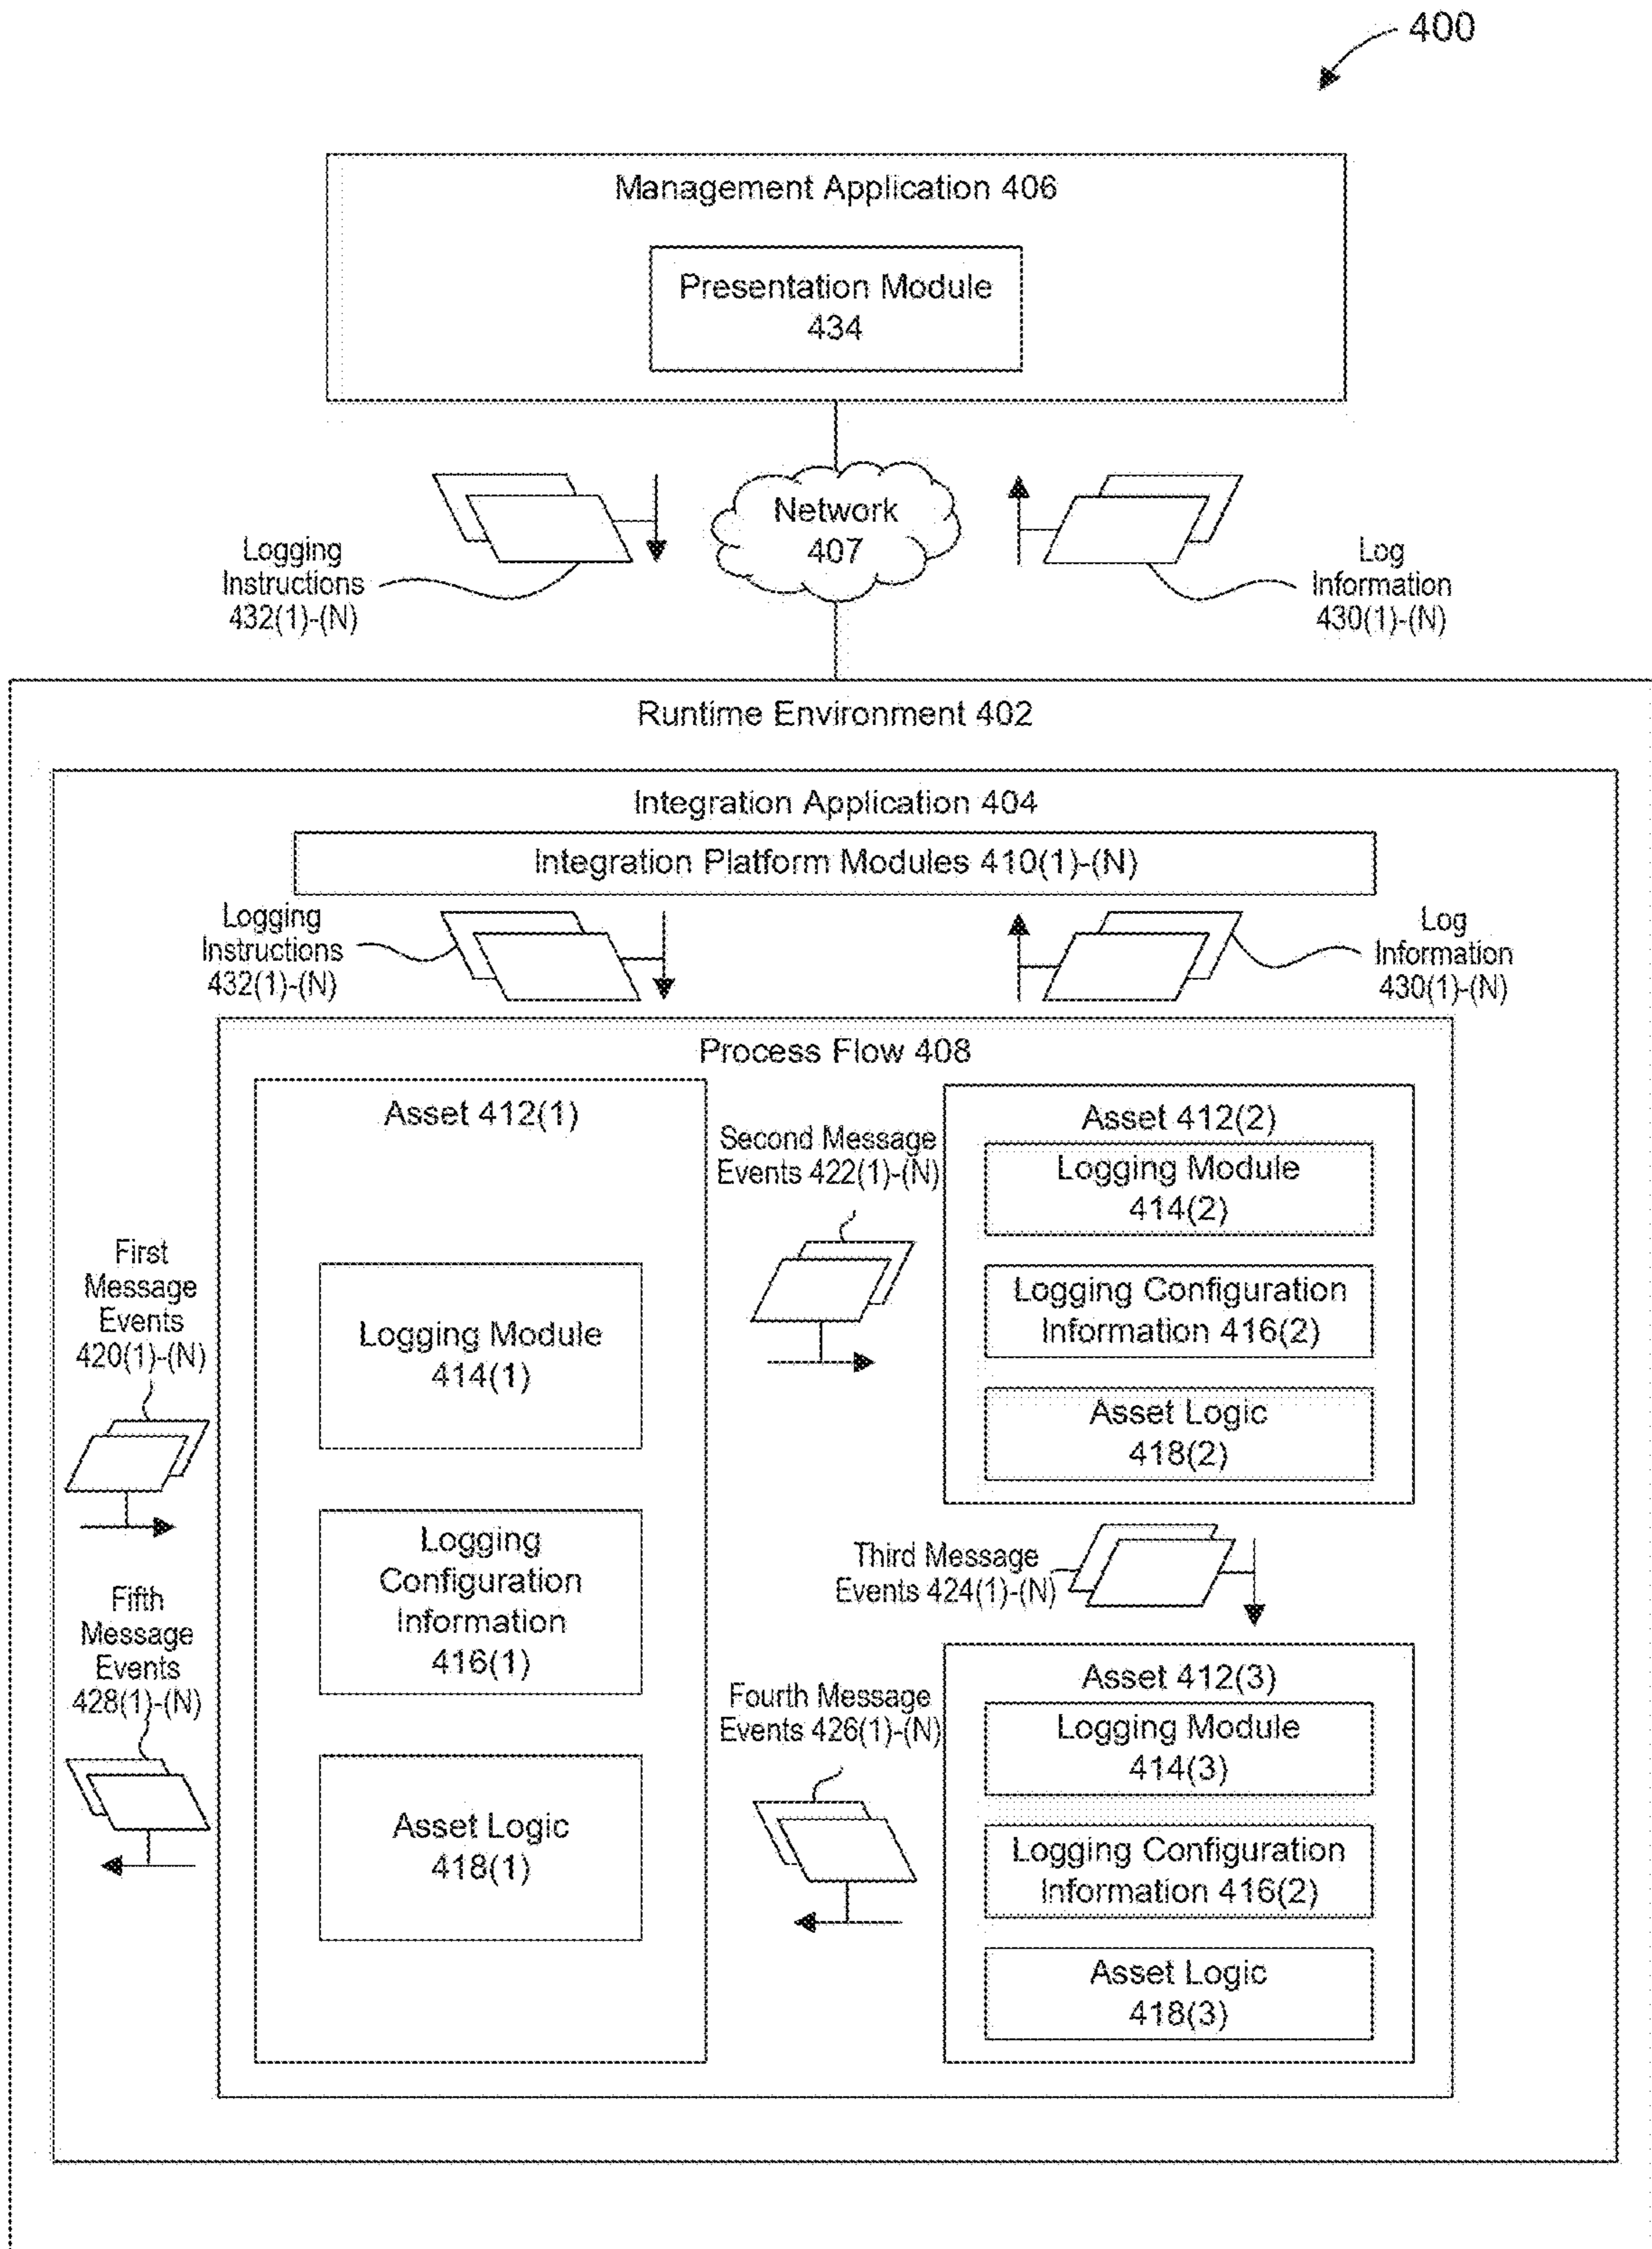 400
Management Application 406
Presentation Module
434
Network
407
Logging
Instructions
432(1)-(N)
Log
Information
430(1)-(N)
Runtime Environment 402
Integration Application 404
Integration Platform Modules 410(1)-(N)
Logging
Instructions
432(1)-(N)
Log
Information
430(1)-(N)
Process Flow 408
First
Message
Events
420(1)-(N)
Fifth
Message
Events
428(1)-(N)
Asset 412(1)
Logging Module
414(1)
Logging
Configuration
Information
416(1)
Asset Logic
418(1)
Second Message
Events 422(1)-(N)
Asset 412(2)
Logging Module
414(2)
Logging Configuration
Information 416(2)
Asset Logic
418(2)
Third Message
Events 424(1)-(N)
Fourth Message
Events 426(1)-(N)
Asset 412(3)
Logging Module
414(3)
Logging Configuration
Information 416(2)
Asset Logic
418(3)